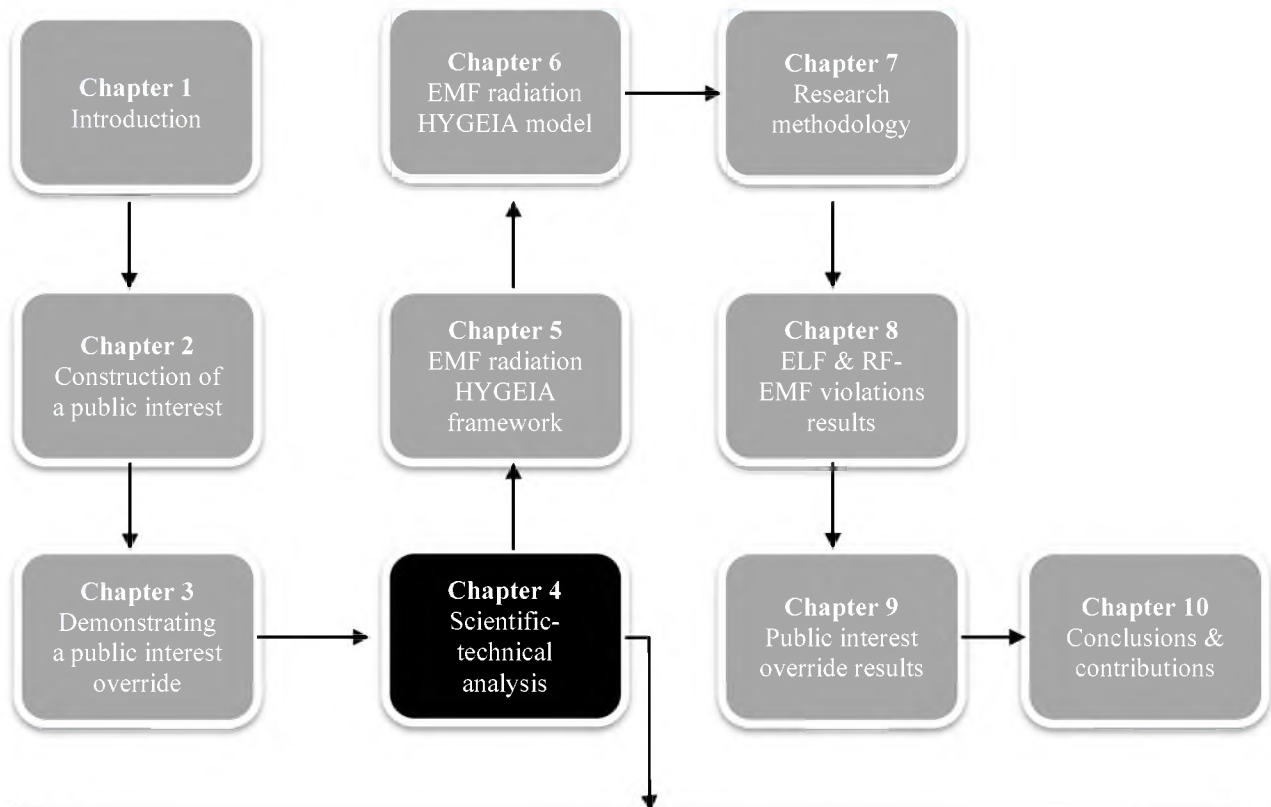 Chapter 1
Introduction
Chapter 2
Construction of
a public interest
Chapter 3
Demonstrating
a public interest
override
Chapter 4
Scientific-
technical
analysis
Chapter 5
EMF radiation
HYGEIA
framework
Chapter 6
EMF radiation
HYGEIA model
Chapter 7
Research
methodology
Chapter 8
ELF & RF-
EMF violations
results
Chapter 9
Public interest
override results
Chapter 10
Conclusions &
contributions